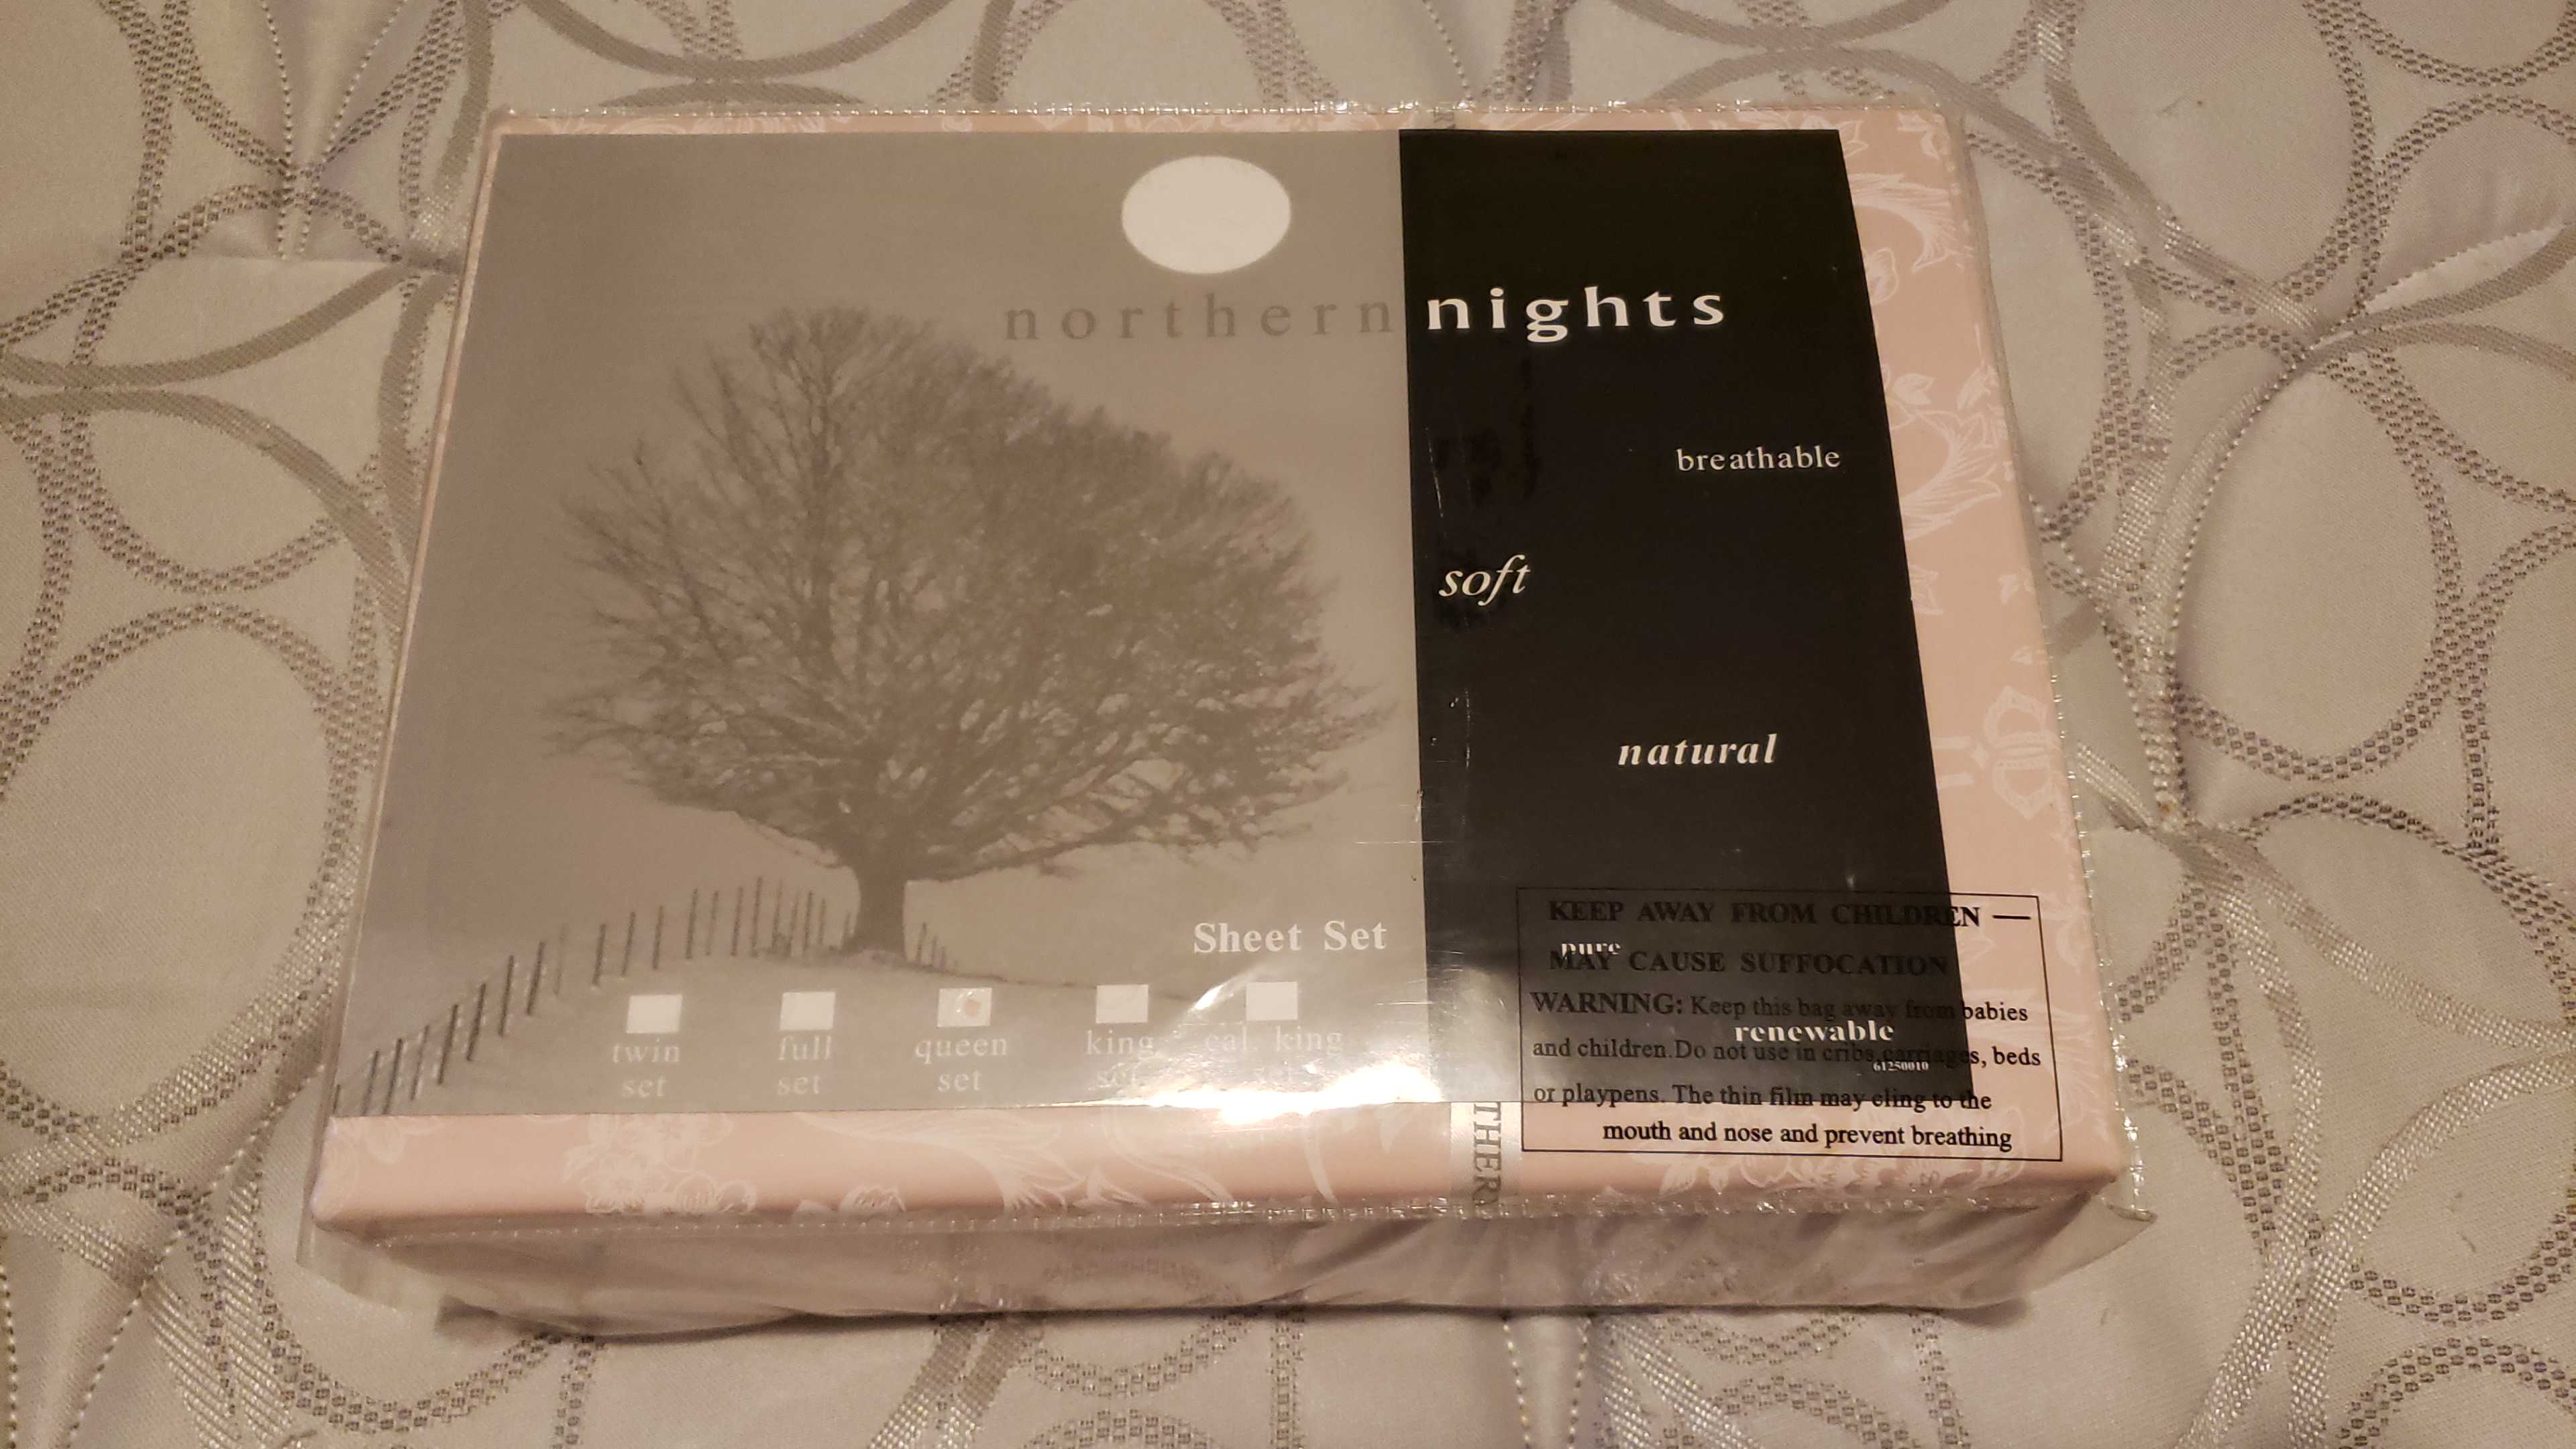 northern nights
breathable
soft
natural
Sheet Set
twin set
full set
queen set
king set
cal. king
pure
renewable
61250010
KEEP AWAY FROM CHILDREN —
MAY CAUSE SUFFOCATION
WARNING: Keep this bag away from babies
and children.Do not use in cribs,carriages, beds
or playpens. The thin film may cling to the
mouth and nose and prevent breathing
THERN